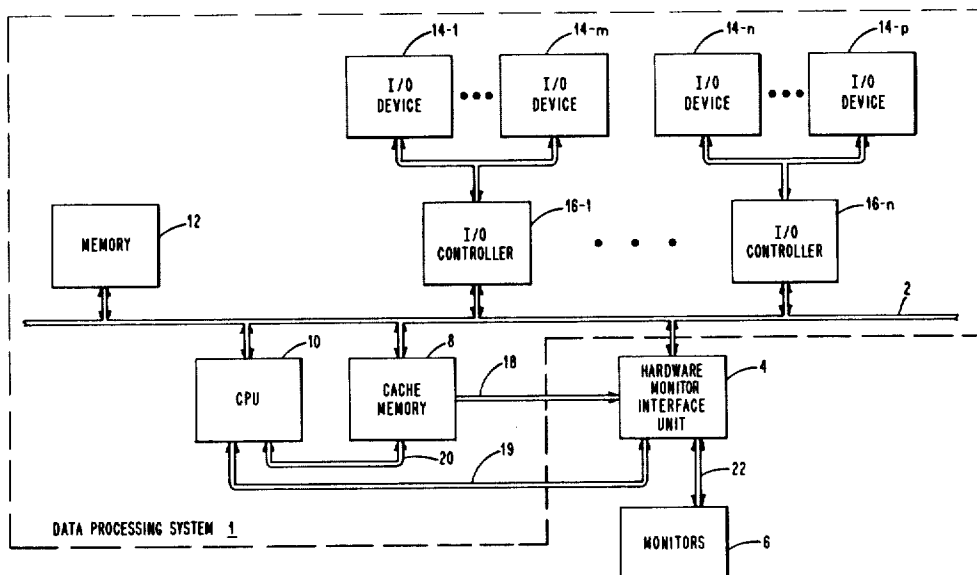 14-1
14-m
14-n
14-p
I/O
DEVICE
I/O
DEVICE
I/O
DEVICE
I/O
DEVICE
12
MEMORY
16-1
I/O
CONTROLLER
16-n
I/O
CONTROLLER
2
10
CPU
8
CACHE
MEMORY
18
HARDWARE
MONITOR
INTERFACE
UNIT
4
20
19
22
DATA PROCESSING SYSTEM 1
MONITORS
6